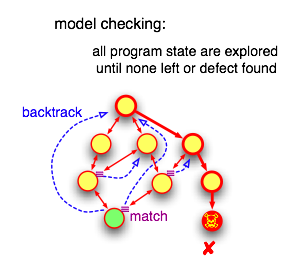 model checking:
all program state are explored
until none left or defect found
backtrack
match